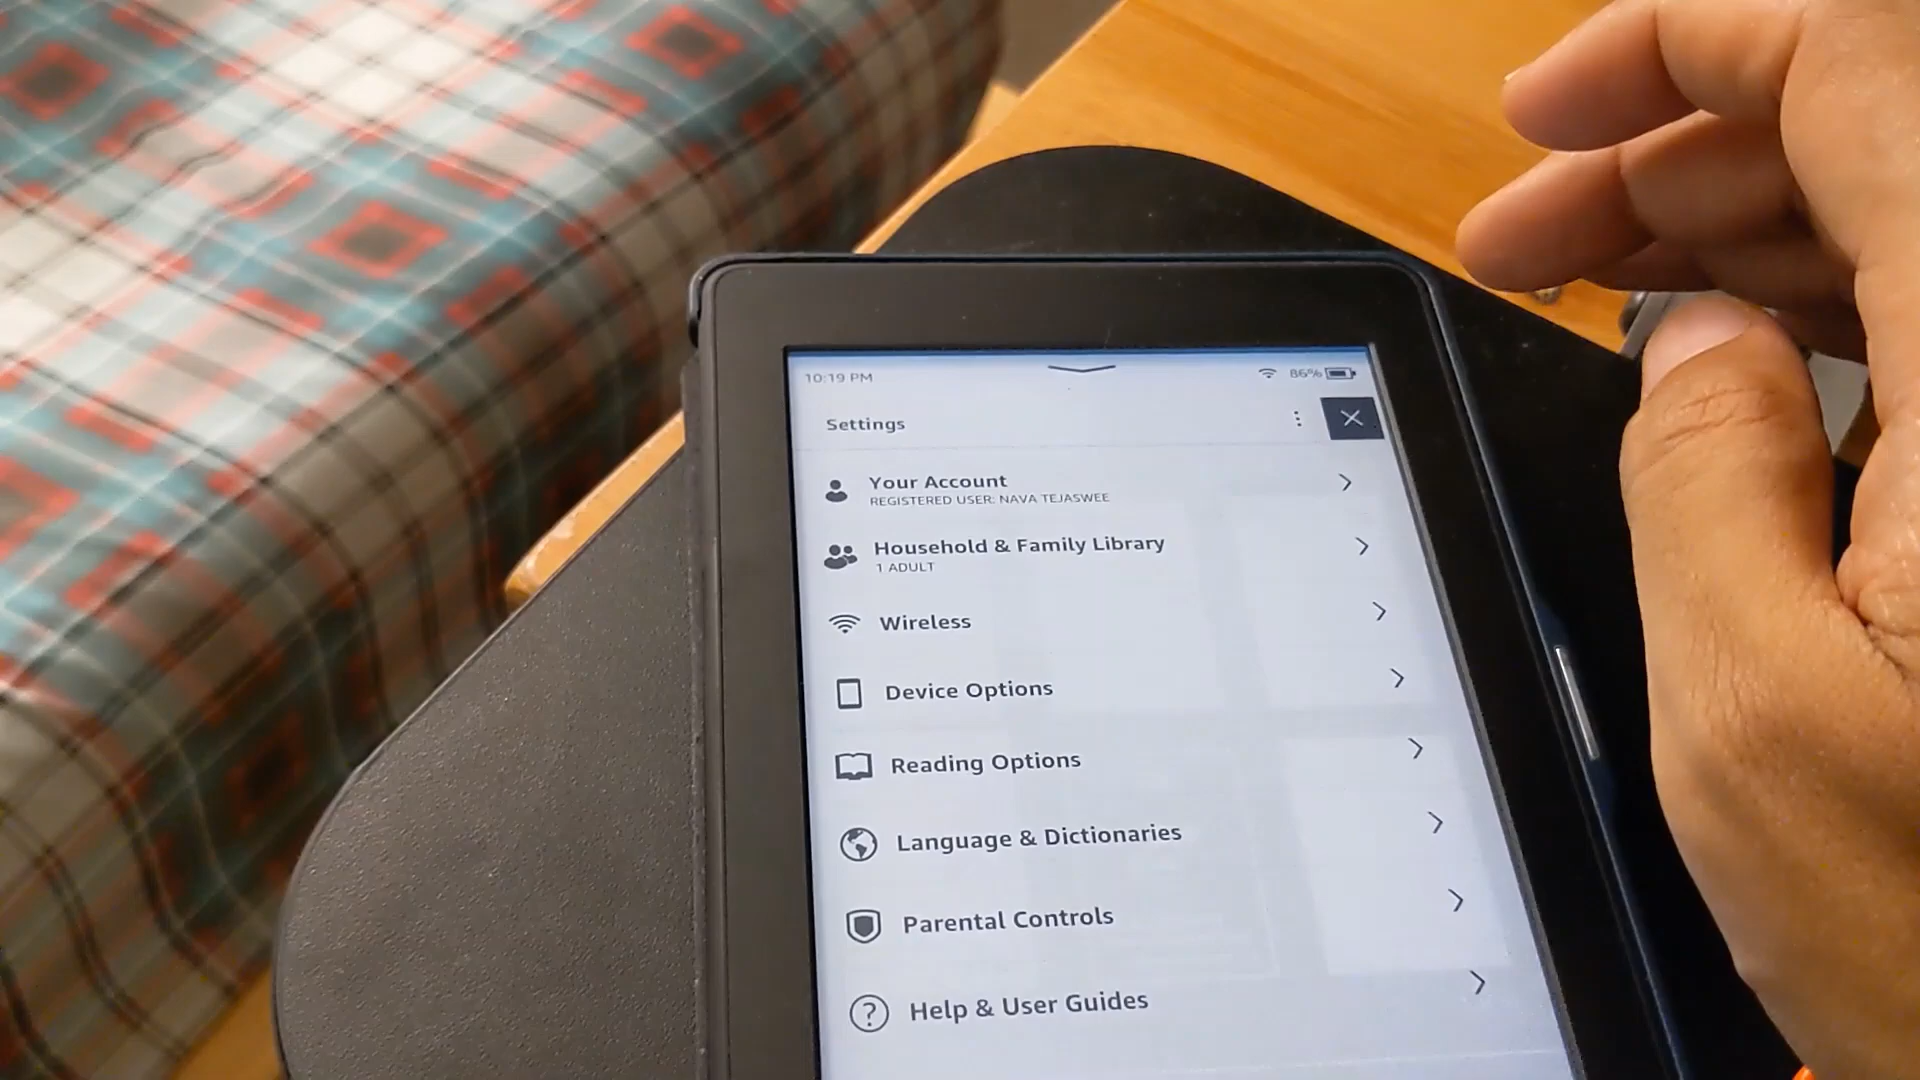 10:19 PM 86%
Settings
Your Account
REGISTERED USER: NAVA TEJASWEE
Household & Family Library
1 ADULT
Wireless
Device Options
Reading Options
Language & Dictionaries
Parental Controls
Help & User Guides